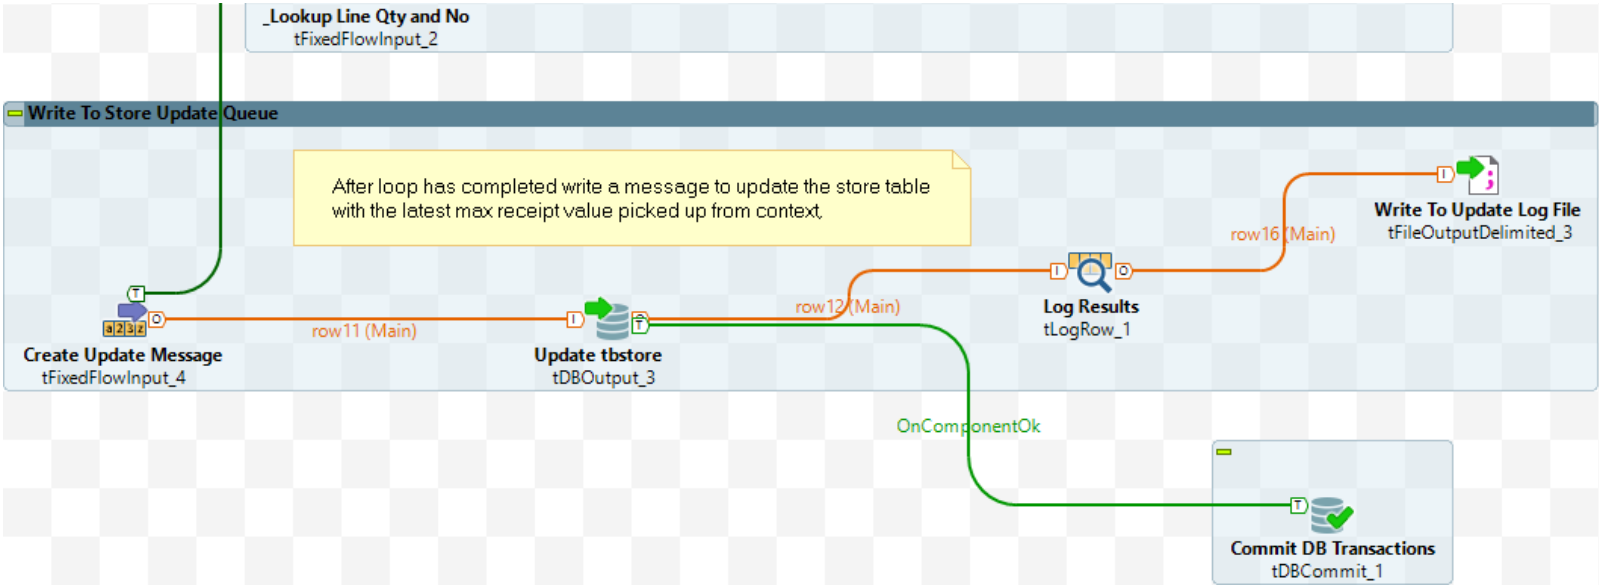 _Lookup Line Qty and No
tFixedFlowInput_2
Write To Store Update Queue
After loop has completed write a message to update the store table
with the latest max receipt value picked up from context,
I
Write To Update Log File
tFileOutputDelimited_3
row16 (Main)
I
O
Log Results
tLogRow_1
T
a23z
O
row11 (Main)
Create Update Message
tFixedFlowInput_4
I
T
row12 (Main)
Update tbstore
tDBOutput_3
OnComponentOk
T
Commit DB Transactions
tDBCommit_1